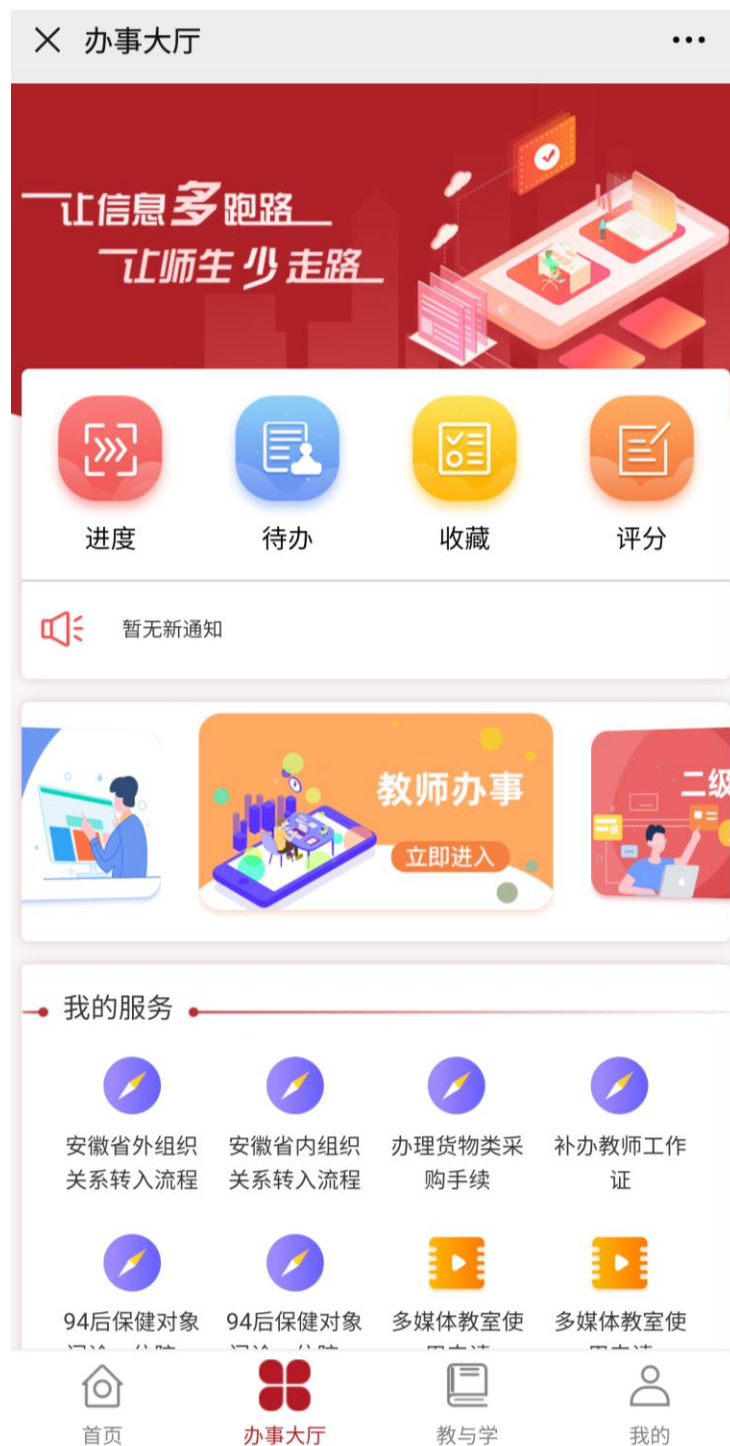 办事大厅
让信息多跑路
让师生少走路
进度 待办 收藏 评分
暂无新通知
教师办事
二级
立即进入
我的服务
安徽省外组织 安徽省内组织 办理货物类采 补办教师工作
关系转入流程 关系转入流程 购手续 证
94后保健对象 94后保健对象 多媒体教室使 多媒体教室使
首页 办事大厅 教与学 我的